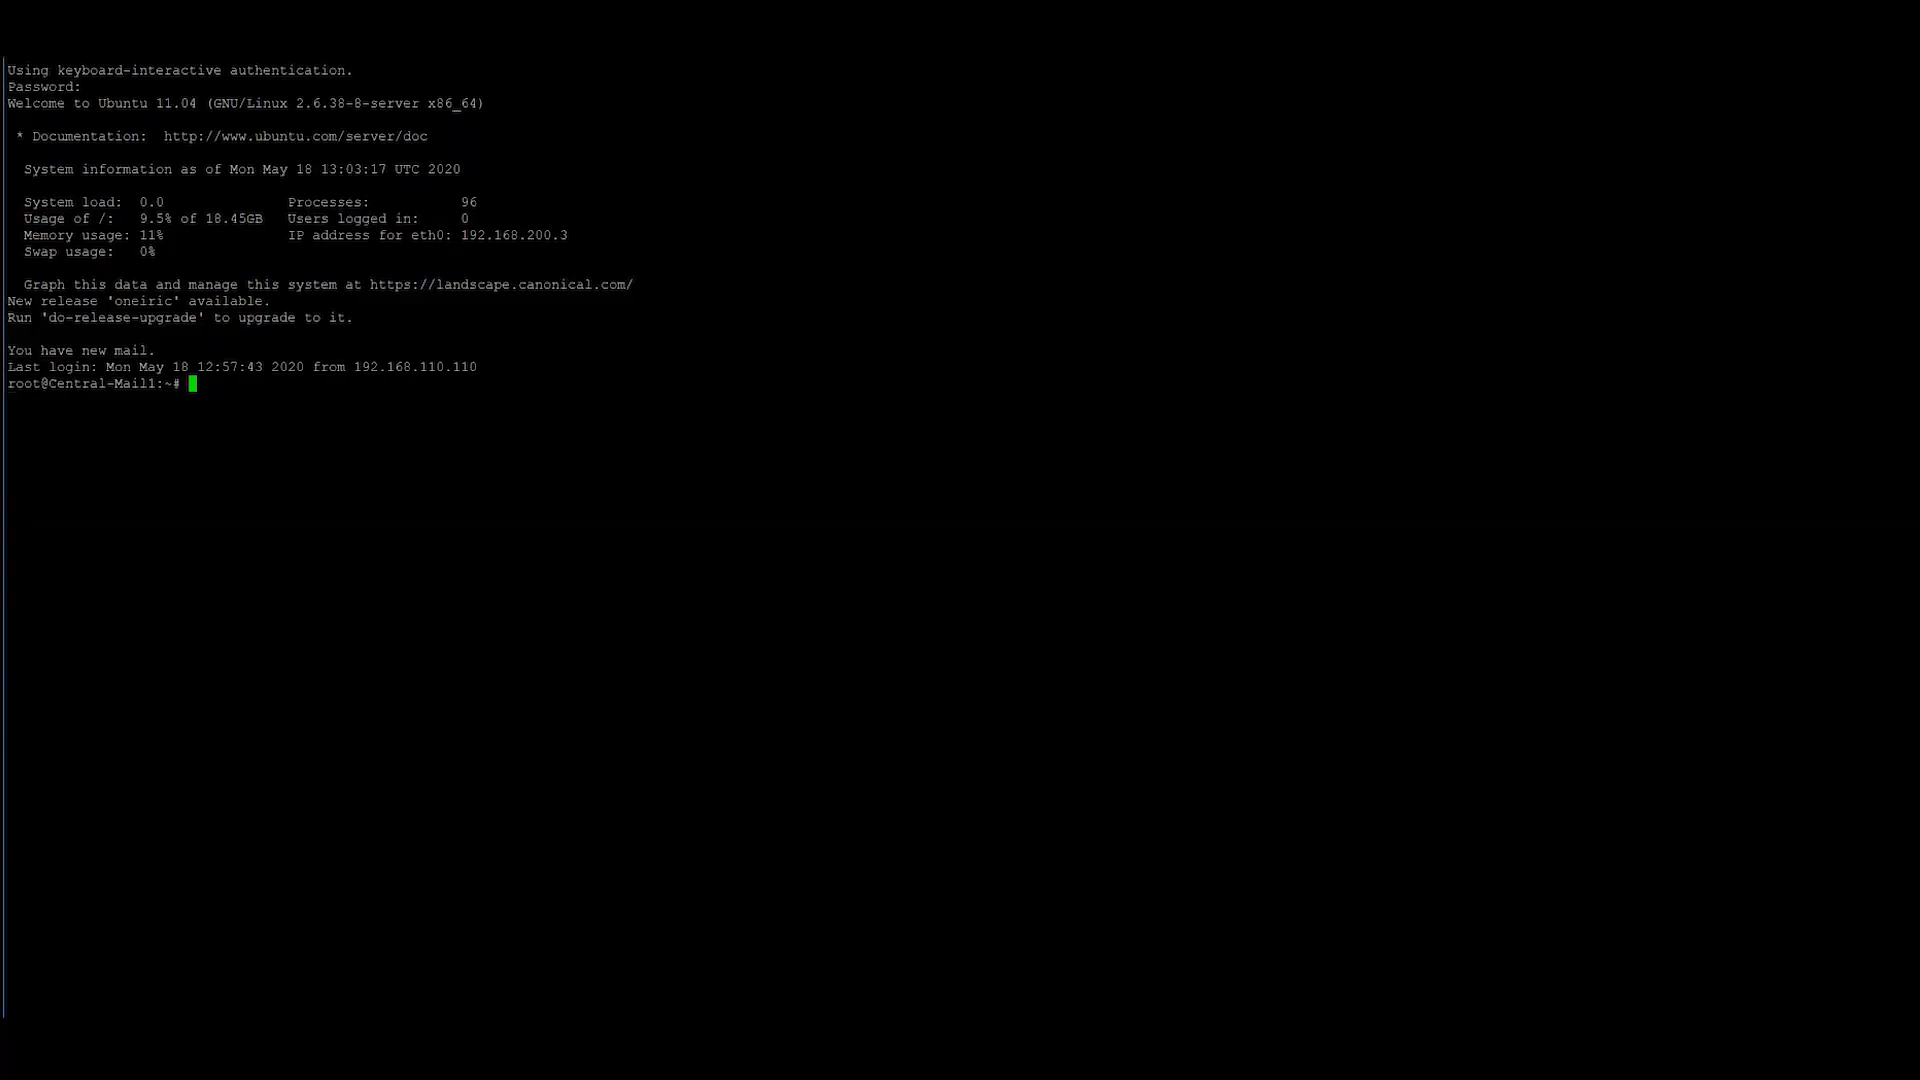 Using keyboard-interactive authentication.
Password:
Welcome to Ubuntu 11.04 (GNU/Linux 2.6.38-8-server x86_64)
* Documentation:  http://www.ubuntu.com/server/doc
System information as of Mon May 18 13:03:17 UTC 2020
System load:  0.0               Processes:           96
Usage of /:   9.5% of 18.45GB   Users logged in:     0
Memory usage: 11%               IP address for eth0: 192.168.200.3
Swap usage:   0%
Graph this data and manage this system at https://landscape.canonical.com/
New release 'oneiric' available.
Run 'do-release-upgrade' to upgrade to it.
You have new mail.
Last login: Mon May 18 12:57:43 2020 from 192.168.110.110
root@Central-Mail1:~#